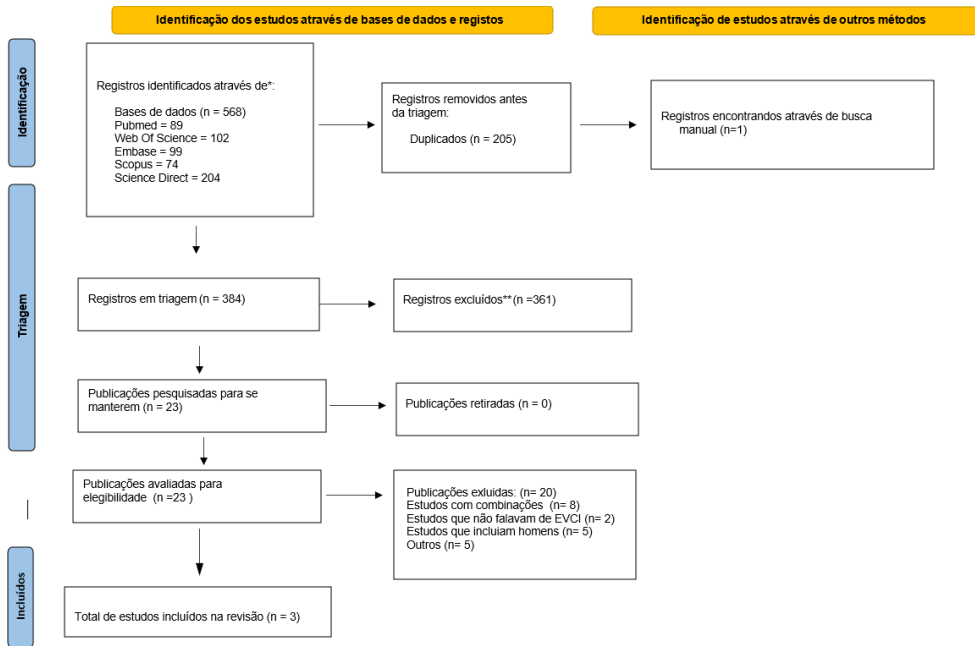 Identificação dos estudos através de bases de dados e registos
Identificação de estudos através de outros métodos
Identificação
Registros identificados através de*:
Bases de dados (n = 568)
Pubmed = 89
Web Of Science = 102
Embase = 99
Scopus = 74
Science Direct = 204
Registros removidos antes
da triagem:
Duplicados (n = 205)
Registros encontrandos através de busca
manual (n=1)
Triagem
Registros em triagem (n = 384)
Registros excluídos** (n =361)
Publicações pesquisadas para se
manterem (n = 23)
Publicações retiradas (n = 0)
Publicações avaliadas para
elegibilidade (n =23 )
Publicações exluidas: (n= 20)
Estudos com combinações (n= 8)
Estudos que não falavam de EVCI (n= 2)
Estudos que incluiam homens (n= 5)
Outros (n= 5)
Incluídos
Total de estudos incluídos na revisão (n = 3)